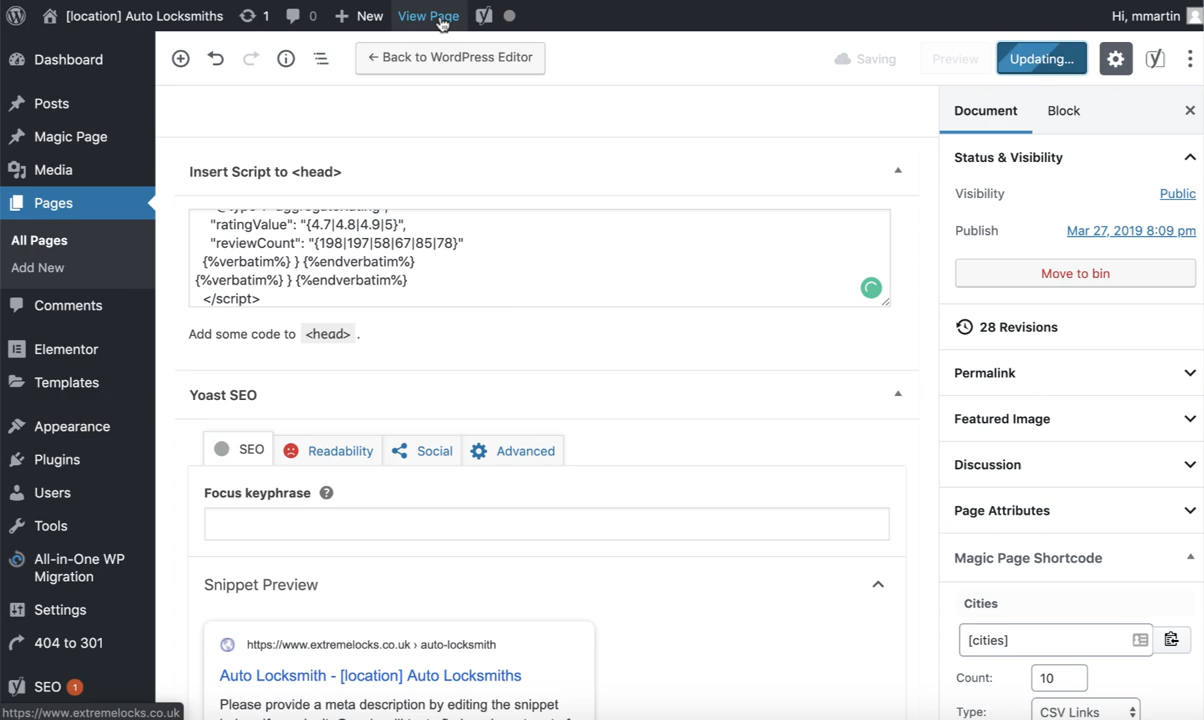 [location] Auto Locksmiths 1 0 New View Page Hi, mmartin
Dashboard
Posts
Magic Page
Media
Pages
All Pages
Add New
Comments
Elementor
Templates
Appearance
Plugins
Users
Tools
All-in-One WP
Migration
Settings
404 to 301
SEO 1
https://www.extremelocks.co.uk
← Back to WordPress Editor
Saving Preview Updating...
Insert Script to <head>
"ratingValue": "{4.7|4.8|4.9|5}",
"reviewCount": "{198|197|58|67|85|78}"
{%verbatim%} } {%endverbatim%}
{%verbatim%} } {%endverbatim%}
</script>
Add some code to <head> .
Yoast SEO
SEO Readability Social Advanced
Focus keyphrase ?
Snippet Preview
https://www.extremelocks.co.uk › auto-locksmith
Auto Locksmith - [location] Auto Locksmiths
Please provide a meta description by editing the snippet
Document Block
Status & Visibility
Visibility Public
Publish Mar 27, 2019 8:09 pm
Move to bin
28 Revisions
Permalink
Featured Image
Discussion
Page Attributes
Magic Page Shortcode
Cities
[cities]
Count: 10
Type: CSV Links